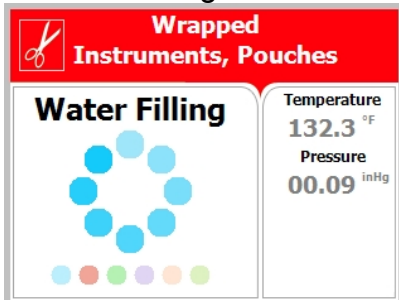 Wrapped
Instruments, Pouches
Water Filling
Temperature
132.3 °F
Pressure
00.09 inHg